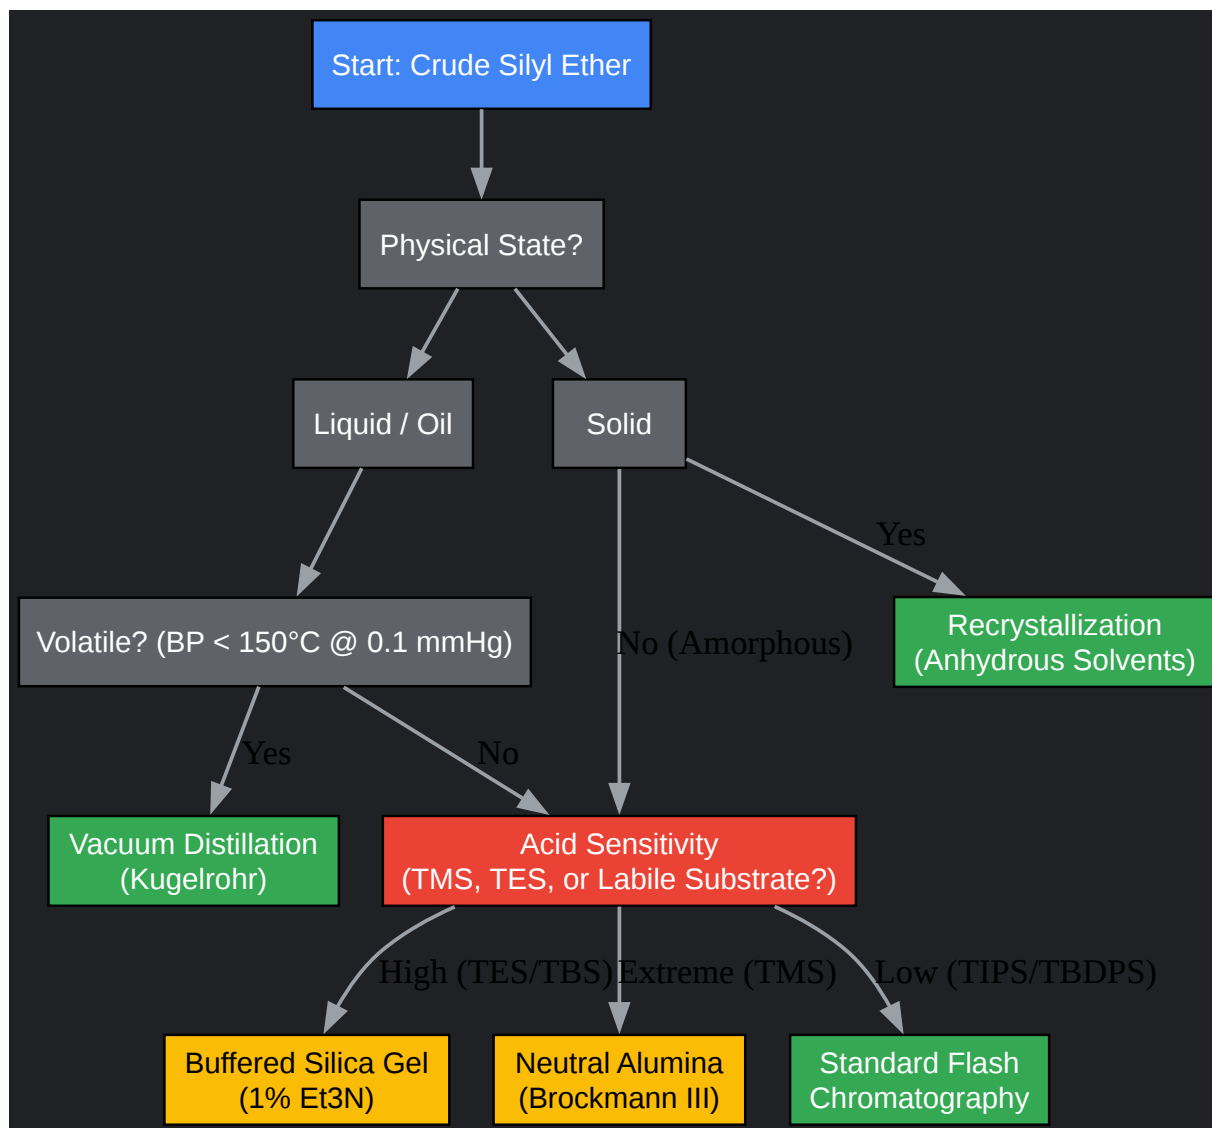 Start: Crude Silyl Ether
Physical State?
Liquid / Oil
Solid
Yes
Volatile? (BP < 150°C @ 0.1 mmHg)
No (Amorphous)
Recrystallization
(Anhydrous Solvents)
Yes
No
Vacuum Distillation
(Kugelrohr)
Acid Sensitivity
(TMS, TES, or Labile Substrate?)
High (TES/TBS)
Extreme (TMS)
Low (TIPS/TBDPS)
Buffered Silica Gel
(1% Et3N)
Neutral Alumina
(Brockmann III)
Standard Flash
Chromatography